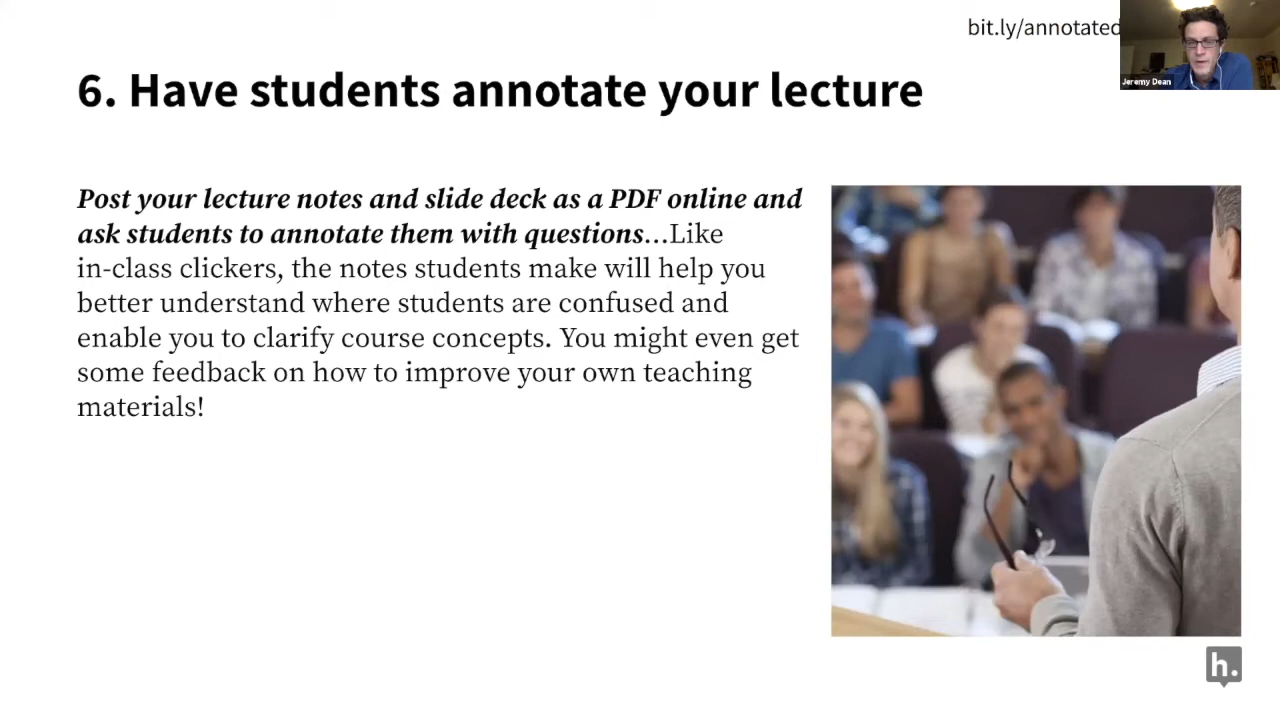 bit.ly/annotated
Jeremy Dean
6. Have students annotate your lecture
Post your lecture notes and slide deck as a PDF online and
ask students to annotate them with questions…Like
in-class clickers, the notes students make will help you
better understand where students are confused and
enable you to clarify course concepts. You might even get
some feedback on how to improve your own teaching
materials!
h.